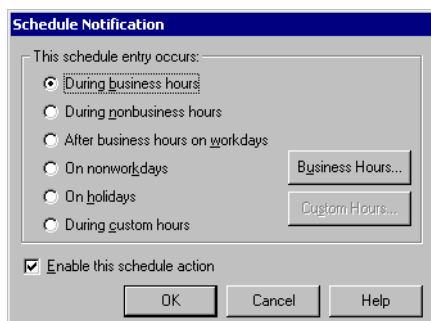 Schedule Notification
This schedule entry occurs:
During business hours
During nonbusiness hours
After business hours on workdays
On nonworkdays
Business Hours...
On holidays
Custom Hours...
During custom hours
Enable this schedule action
OK Cancel Help